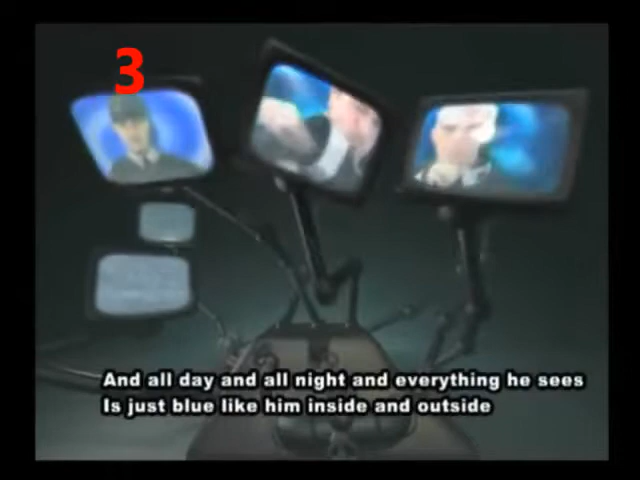 3
And all day and all night and everything he sees
Is just blue like him inside and outside